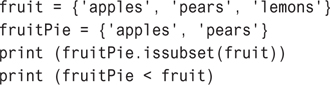 fruit = {'apples', 'pears', 'lemons'}
fruitPie = {'apples', 'pears'}
print (fruitPie.issubset(fruit))
print (fruitPie < fruit)